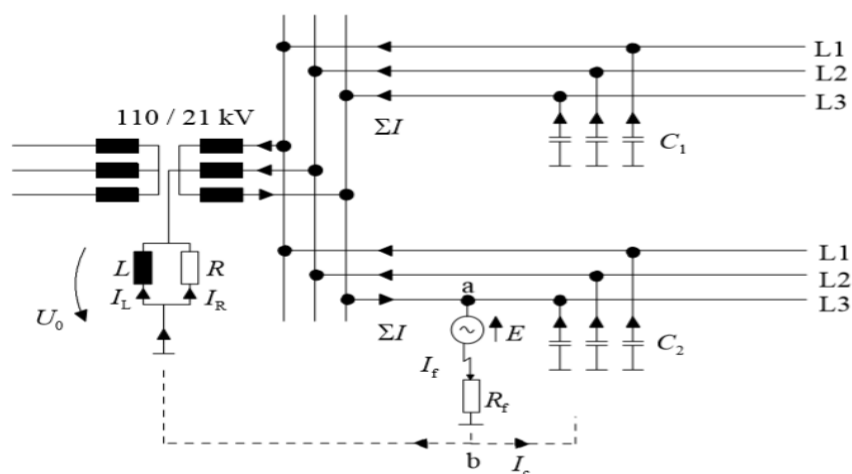 L1
L2
L3
110 / 21 kV
ΣI
C1
L
R
IL
IR
U0
L1
L2
a
L3
ΣI
E
C2
If
Rf
b